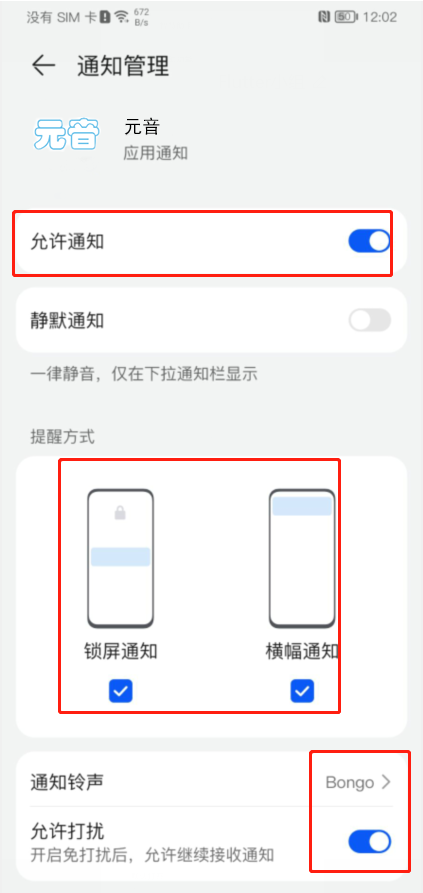 没有 SIM 卡 672 B/s 50 12:02
通知管理
元音
元音
应用通知
允许通知
静默通知
一律静音，仅在下拉通知栏显示
提醒方式
锁屏通知 横幅通知
通知铃声 Bongo
允许打扰
开启免打扰后，允许继续接收通知